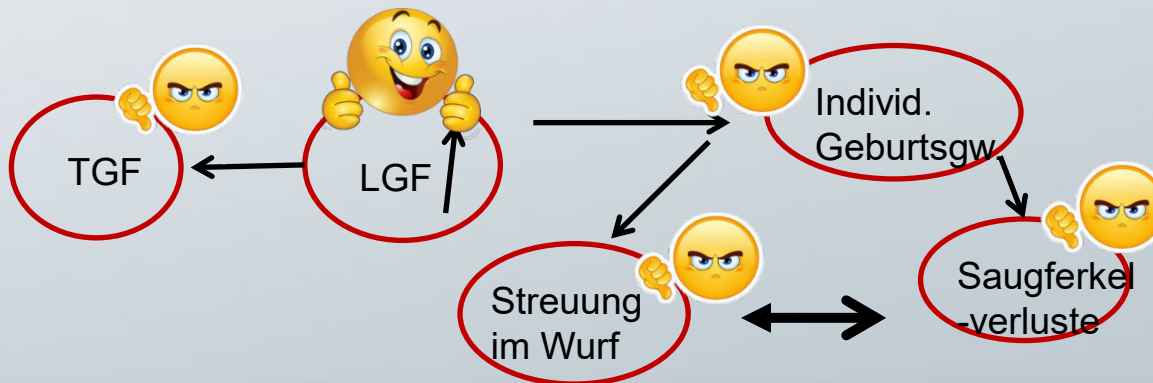 TGF
LGF
Individ.
Geburtsgw.
Streuung
im Wurf
Saugferkel
-verluste